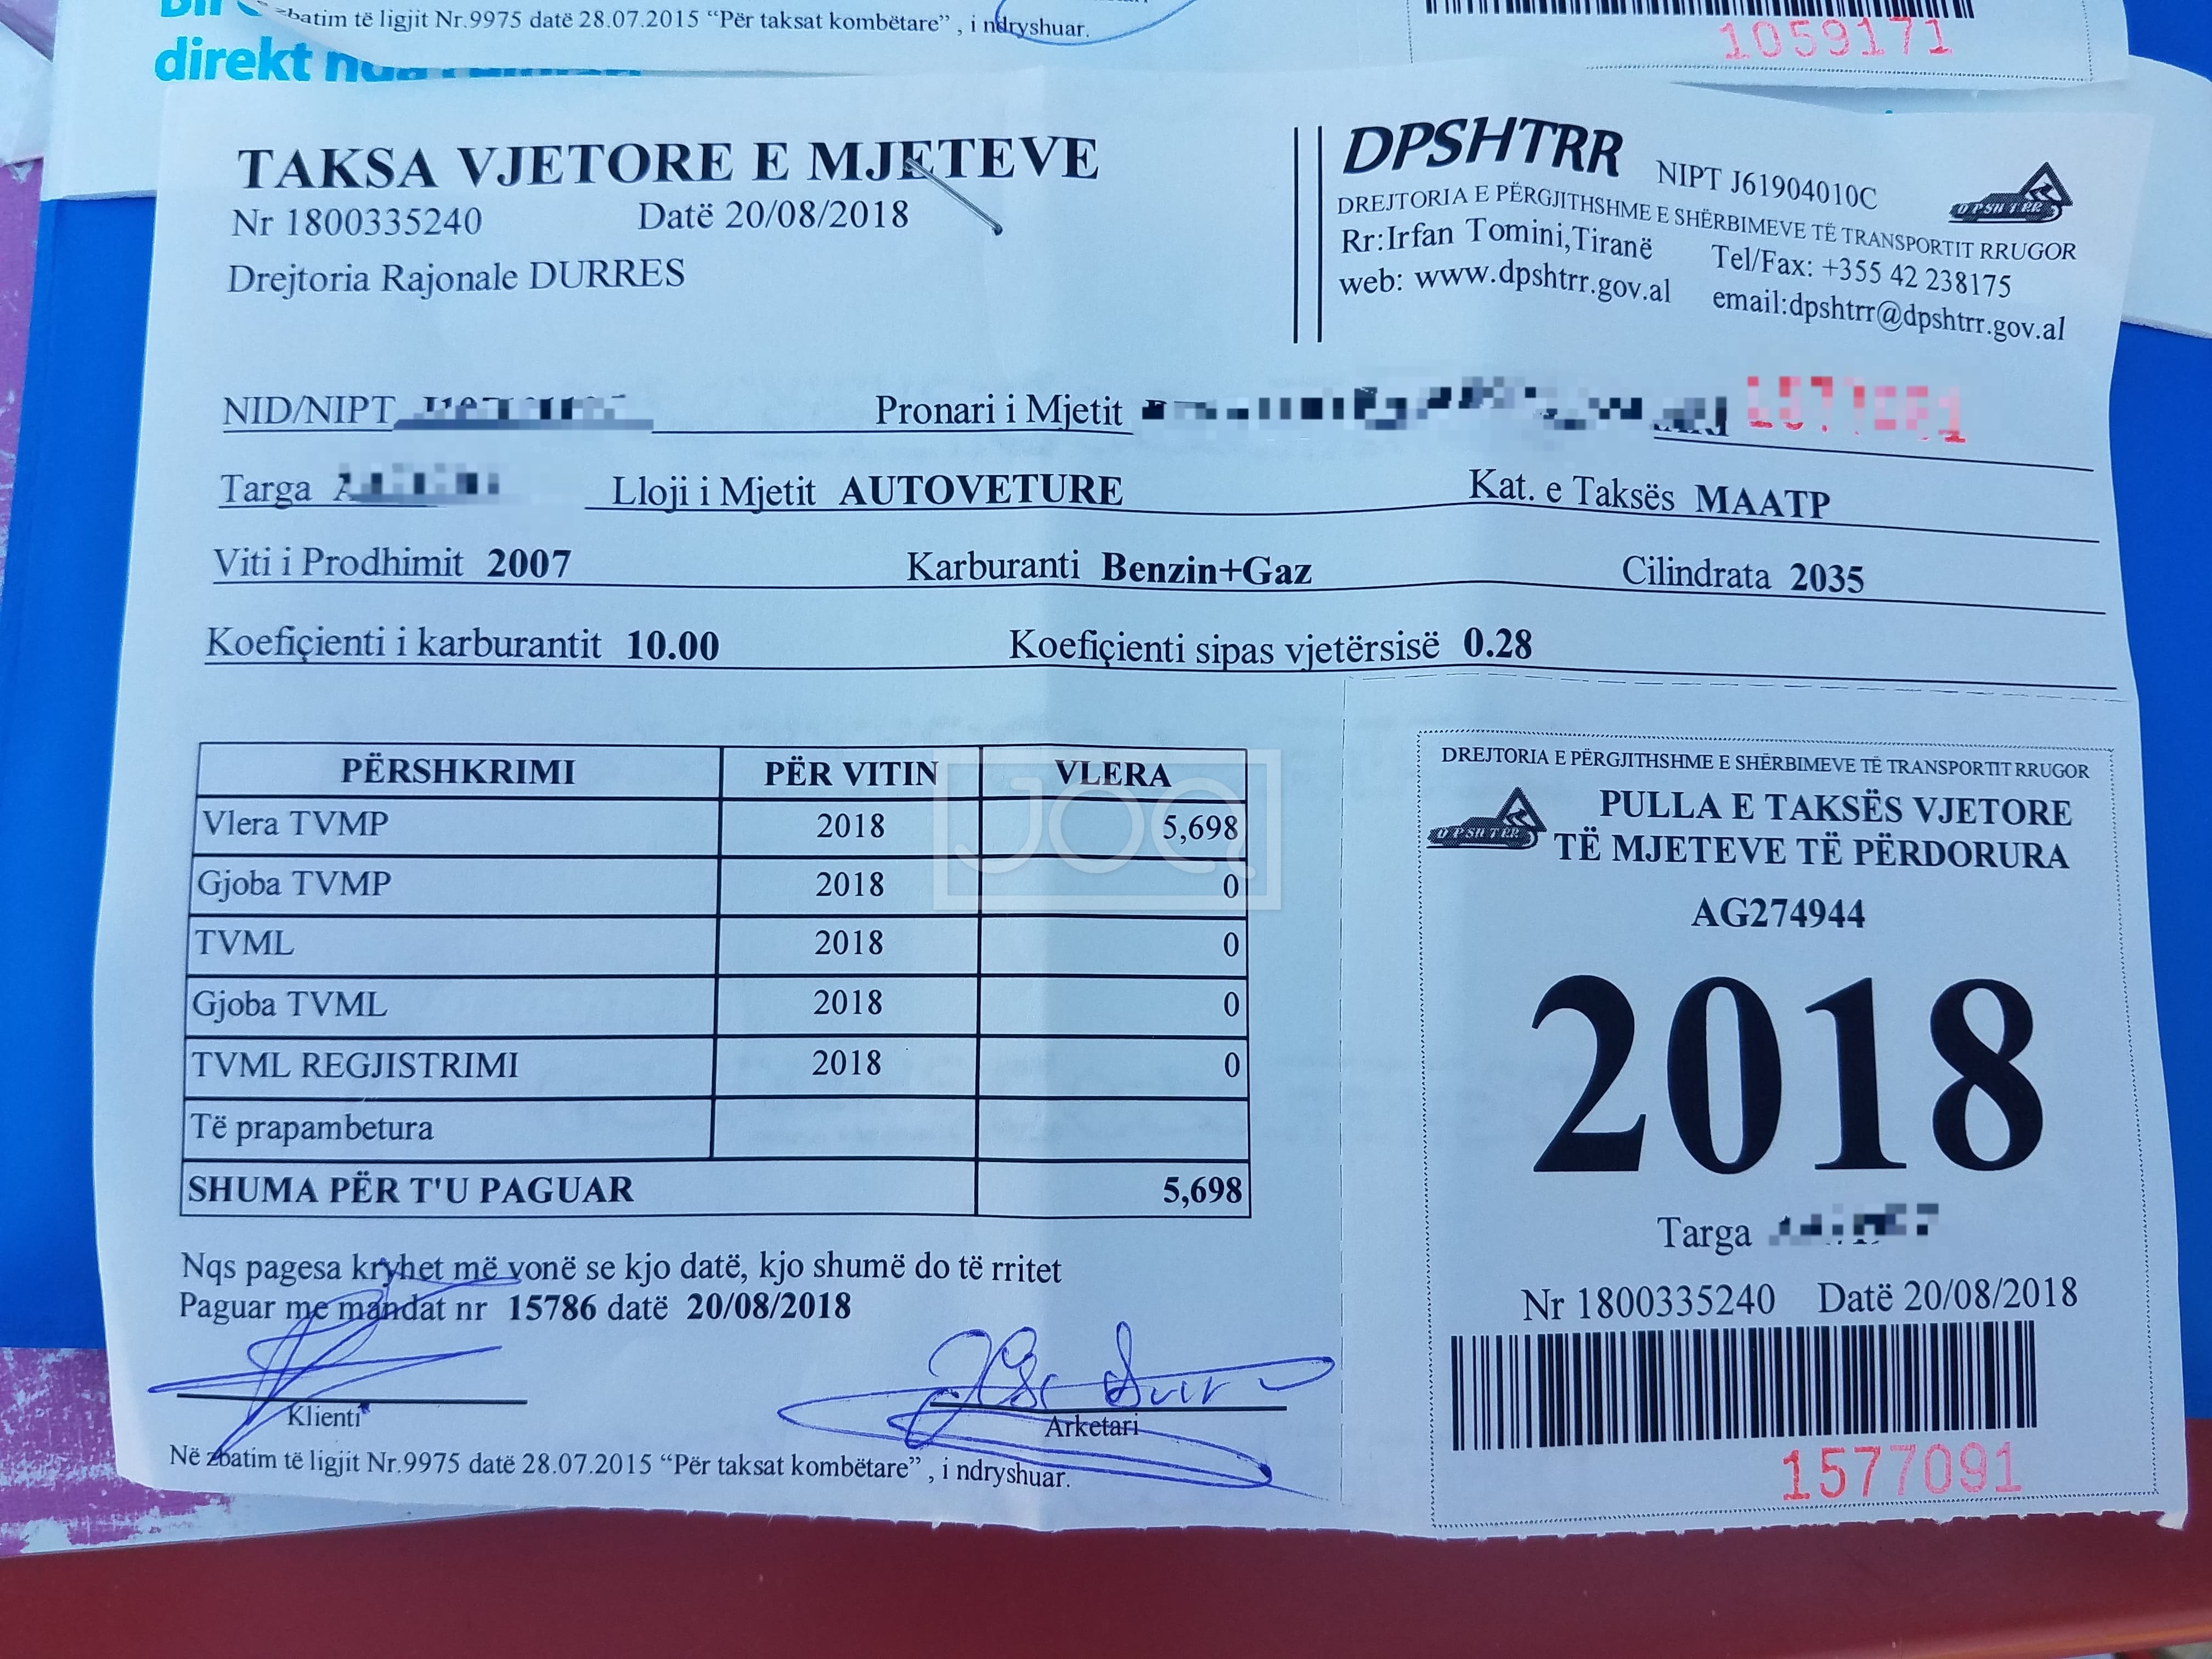 zbatim të ligjit Nr.9975 datë 28.07.2015 “Për taksat kombëtare” , i ndryshuar.
direkt
1059171
TAKSA VJETORE E MJETEVE
Nr 1800335240 Datë 20/08/2018
Drejtoria Rajonale DURRES
DPSHTRR NIPT J61904010C
DPSHTRR
DREJTORIA E PËRGJITHSHME E SHËRBIMEVE TË TRANSPORTIT RRUGOR
Rr:Irfan Tomini,Tiranë Tel/Fax: +355 42 238175
web: www.dpshtrr.gov.al email:dpshtrr@dpshtrr.gov.al
NID/NIPT Pronari i Mjetit
Targa Lloji i Mjetit AUTOVETURE Kat. e Taksës MAATP
Viti i Prodhimit 2007 Karburanti Benzin+Gaz Cilindrata 2035
Koefiçienti i karburantit 10.00 Koefiçienti sipas vjetërsisë 0.28
PËRSHKRIMI PËR VITIN VLERA
Vlera TVMP 2018 5,698
Gjoba TVMP 2018 0
TVML 2018 0
Gjoba TVML 2018 0
TVML REGJISTRIMI 2018 0
Të prapambetura
SHUMA PËR T'U PAGUAR 5,698
JOQ
Nqs pagesa kryhet më vonë se kjo datë, kjo shumë do të rritet
Paguar me mandat nr 15786 datë 20/08/2018
Klienti Arketari
Në zbatim të ligjit Nr.9975 datë 28.07.2015 “Për taksat kombëtare” , i ndryshuar.
DREJTORIA E PËRGJITHSHME E SHËRBIMEVE TË TRANSPORTIT RRUGOR
DPSHTRR
PULLA E TAKSËS VJETORE
TË MJETEVE TË PËRDORURA
AG274944
2018
Targa
Nr 1800335240 Datë 20/08/2018
1577091